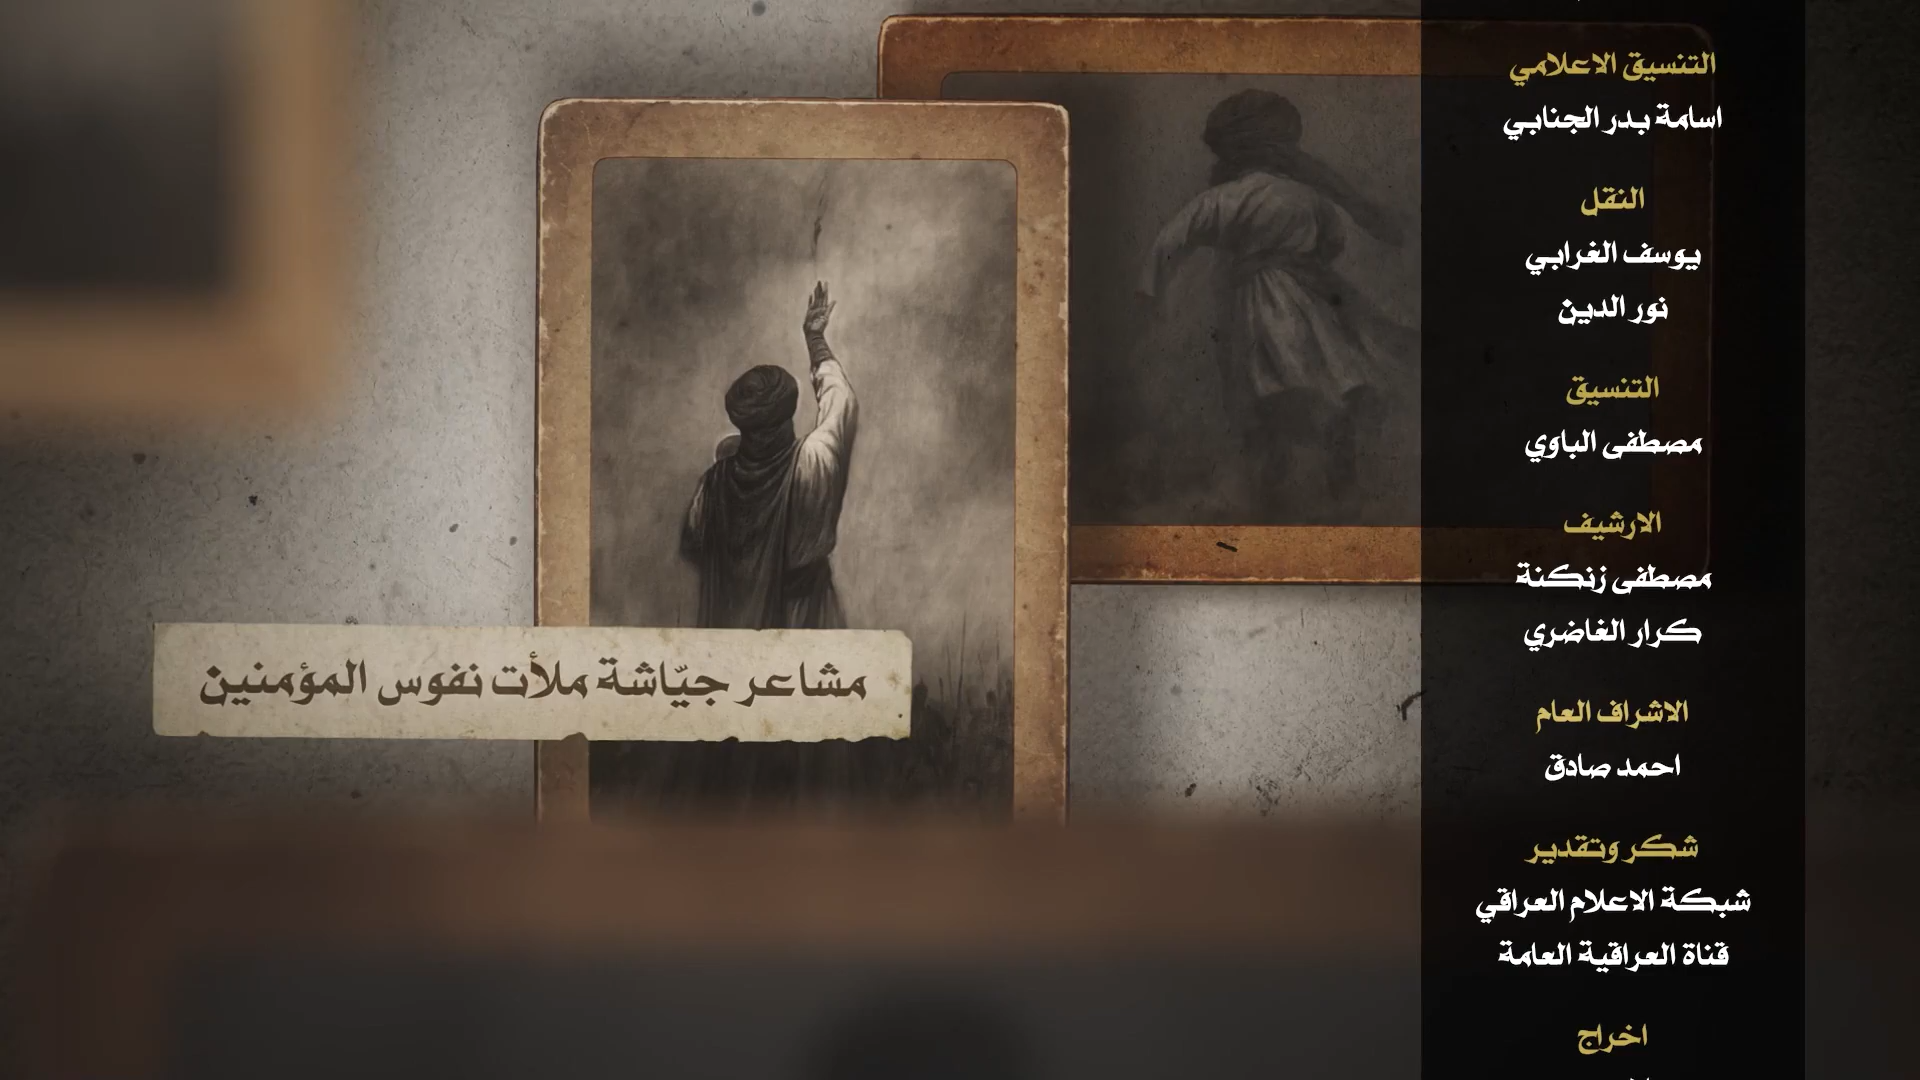 مشاعر جيّاشة ملأت نفوس المؤمنين
التنسيق الاعلامي
اسامة بدر الجنابي
النقل
يوسف الغرابي
نور الدين
التنسيق
مصطفى الباوي
الارشيف
مصطفى زنكنة
كرار الغاضري
الاشراف العام
احمد صادق
شكر وتقدير
شبكة الاعلام العراقي
قناة العراقية العامة
اخراج